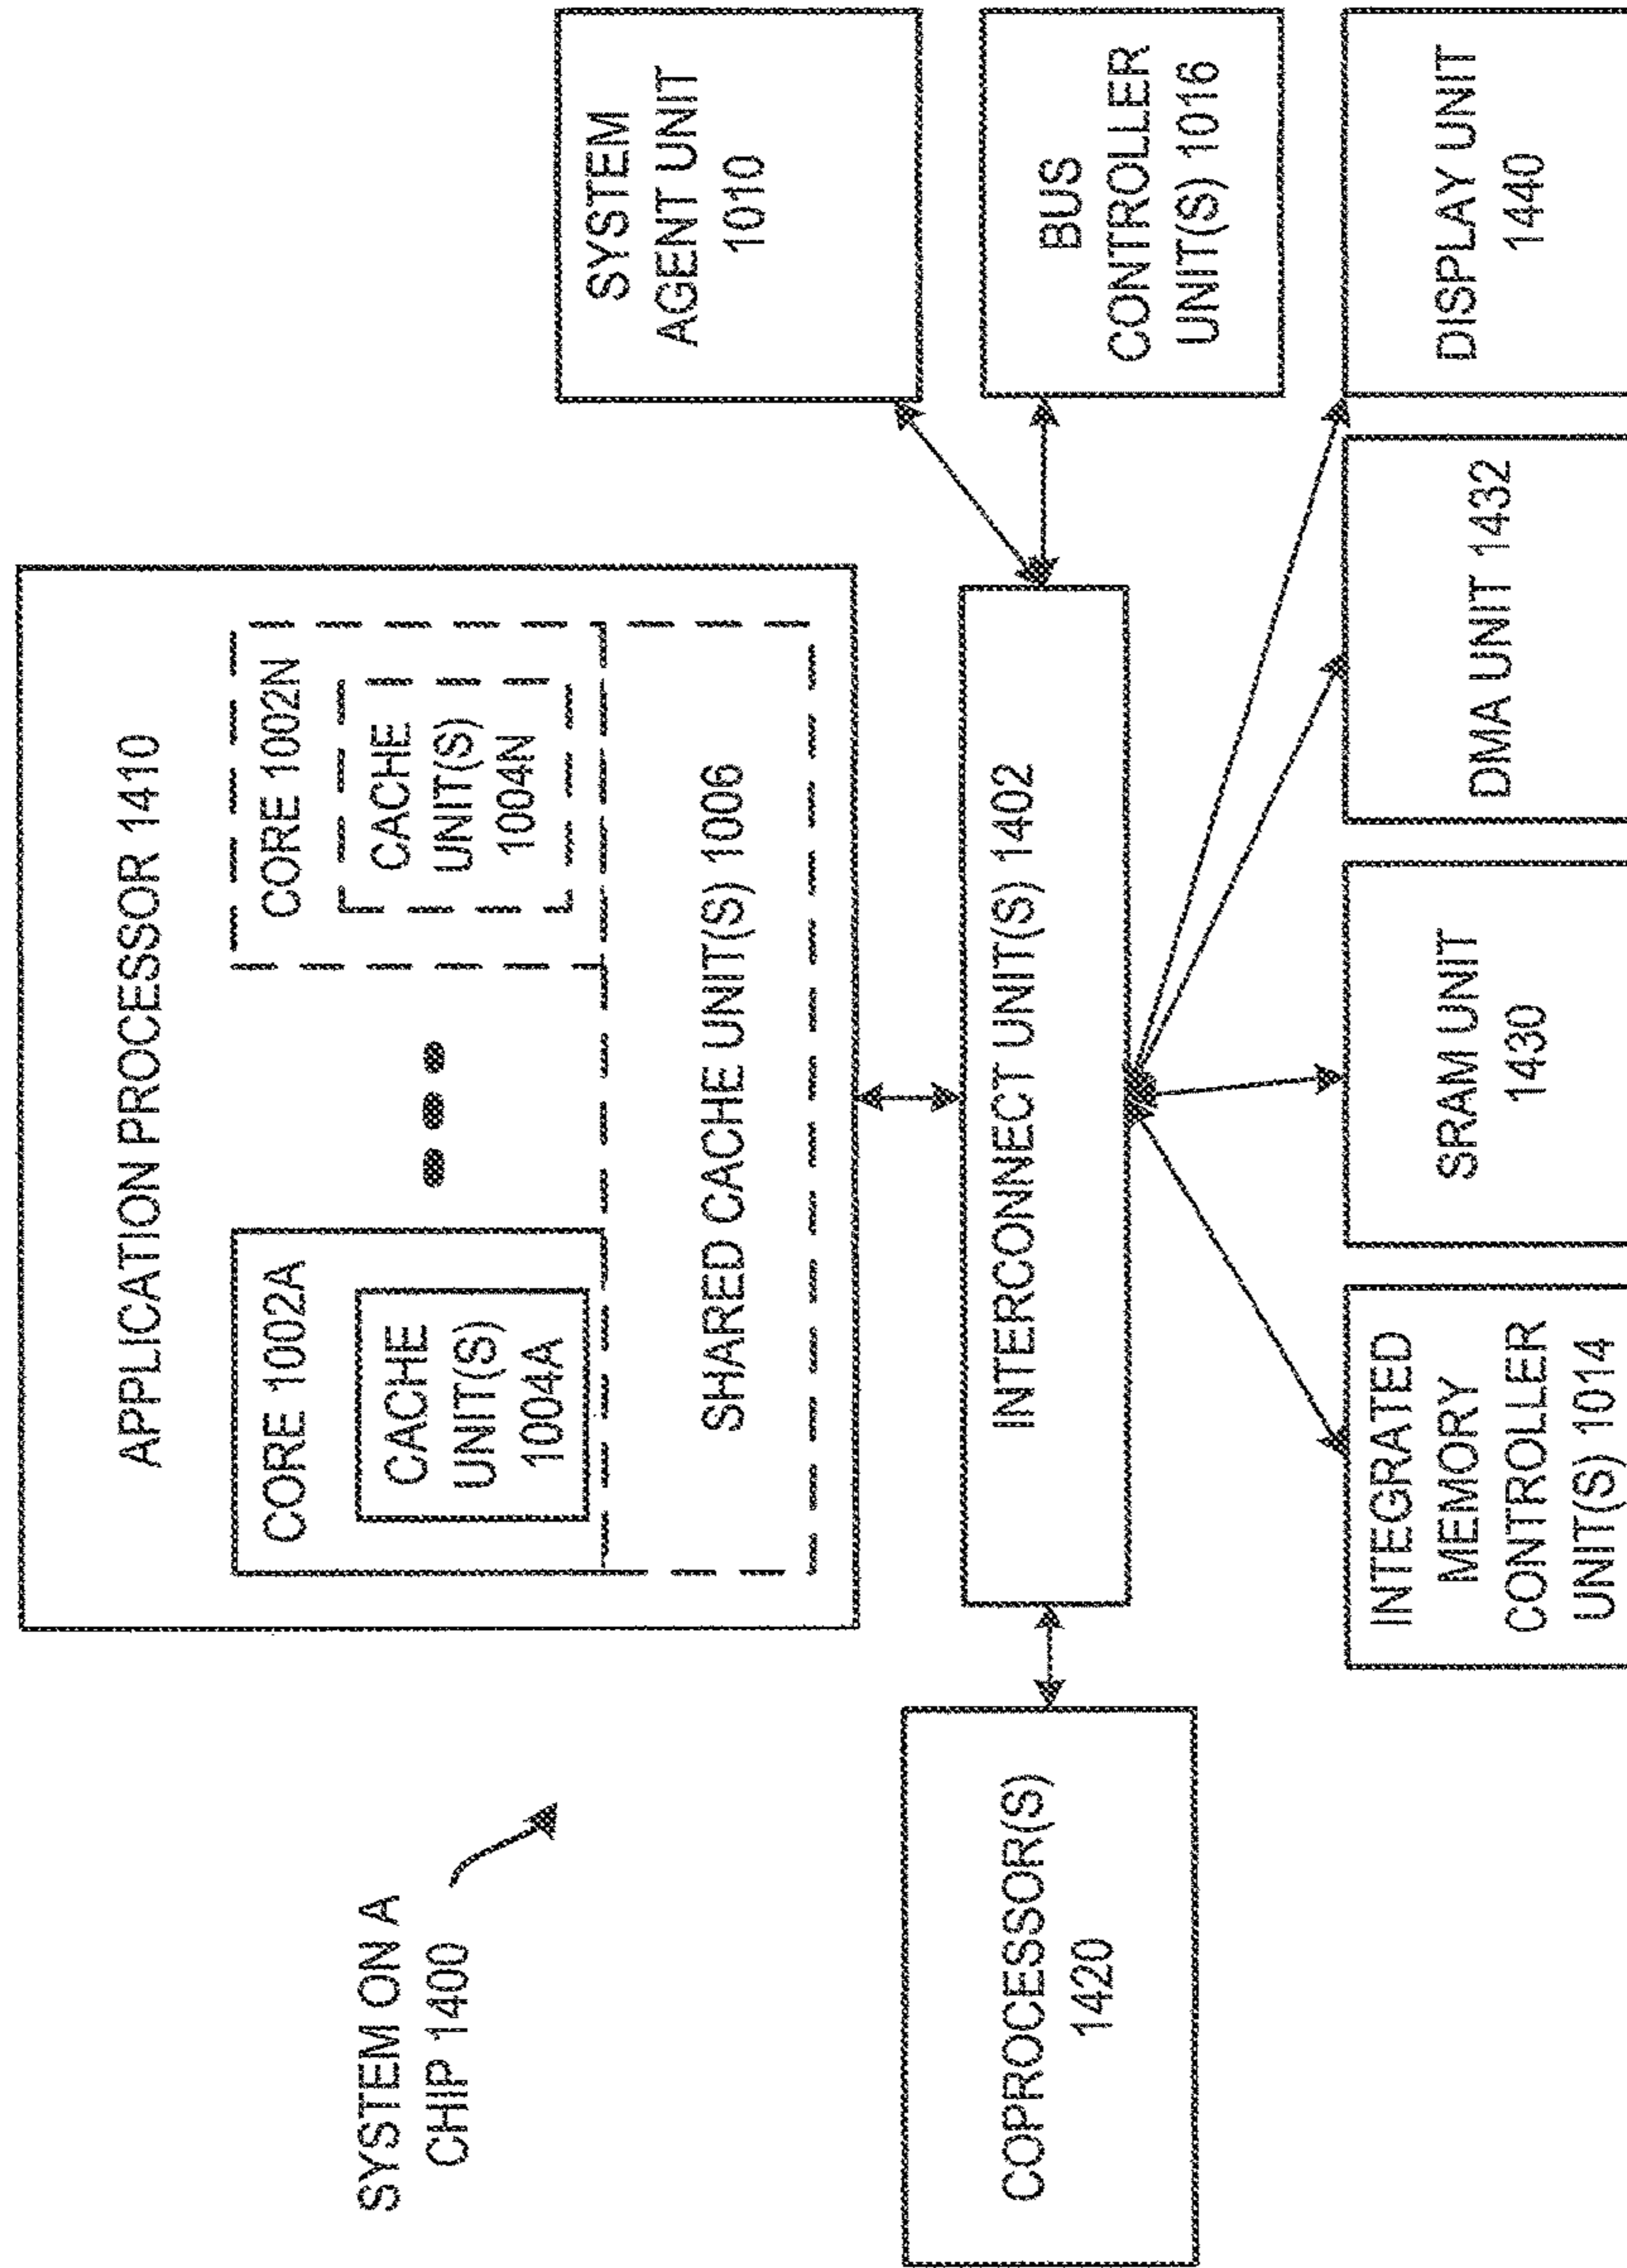 SYSTEM ON A
CHIP 1400
APPLICATION PROCESSOR 1410
CORE 1002A
CACHE
UNIT(S)
1004A
CORE 1002N
CACHE
UNIT(S)
1004N
SHARED CACHE UNIT(S) 1006
SYSTEM
AGENT UNIT
1010
COPROCESSOR(S)
1420
INTERCONNECT UNIT(S) 1402
BUS
CONTROLLER
UNIT(S) 1016
INTEGRATED
MEMORY
CONTROLLER
UNIT(S) 1014
SRAM UNIT
1430
DMA UNIT 1432
DISPLAY UNIT
1440